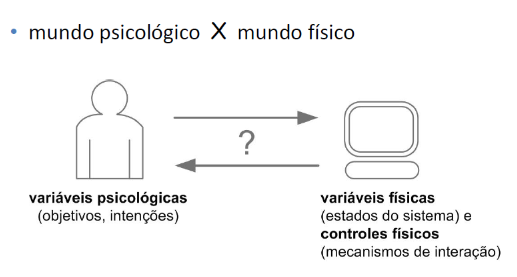 • mundo psicológico X mundo físico
?
variáveis psicológicas
(objetivos, intenções)
variáveis físicas
(estados do sistema) e
controles físicos
(mecanismos de interação)